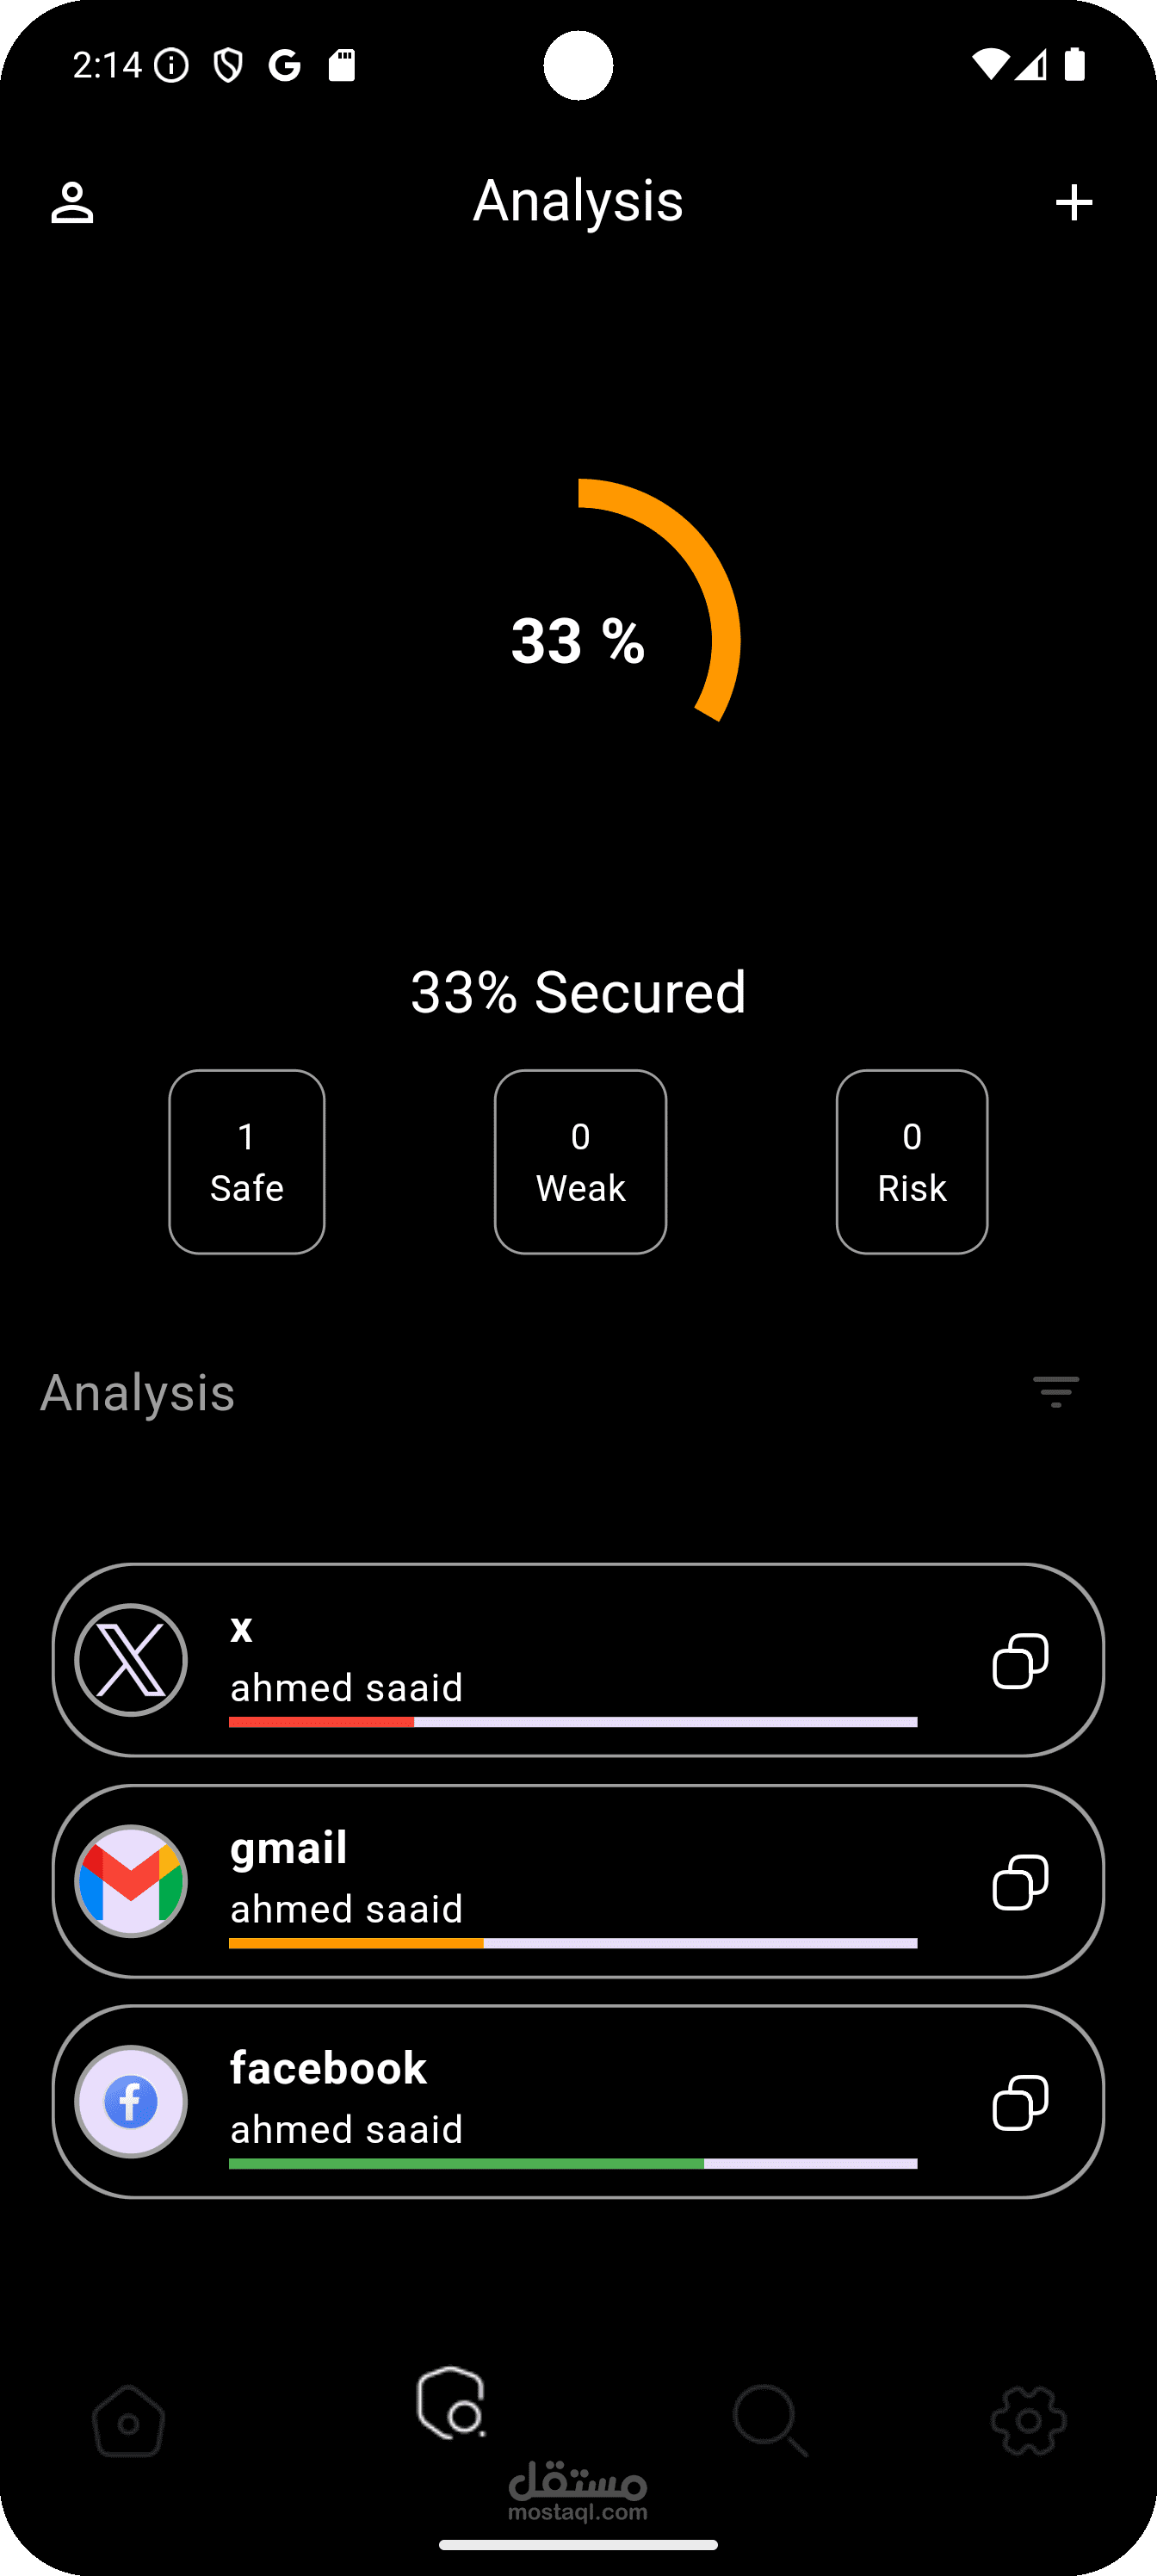 2:14
Analysis
33 %
33% Secured
1
Safe
0
Weak
0
Risk
Analysis
x
ahmed saaid
gmail
ahmed saaid
facebook
ahmed saaid
مستقل
mostaql.com